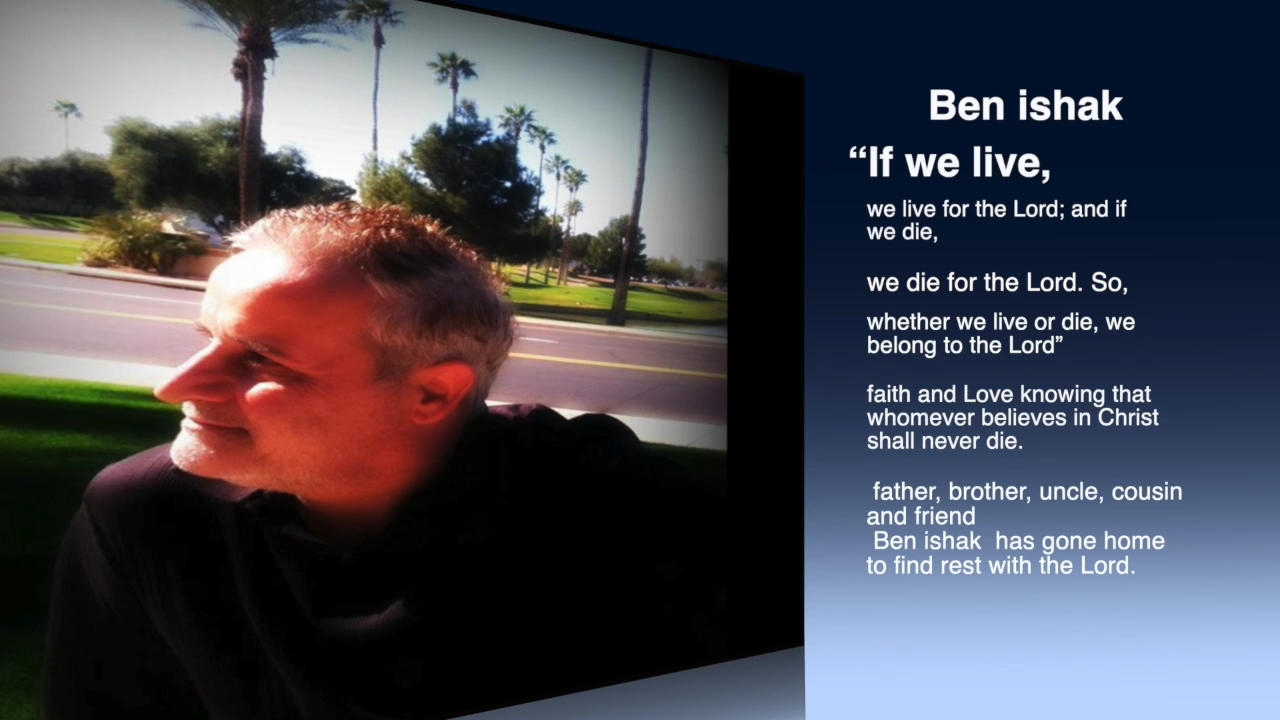 Ben ishak
“If we live,
we live for the Lord; and if
we die,
we die for the Lord. So,
whether we live or die, we
belong to the Lord”
faith and Love knowing that
whomever believes in Christ
shall never die.
father, brother, uncle, cousin
and friend
Ben ishak  has gone home
to find rest with the Lord.